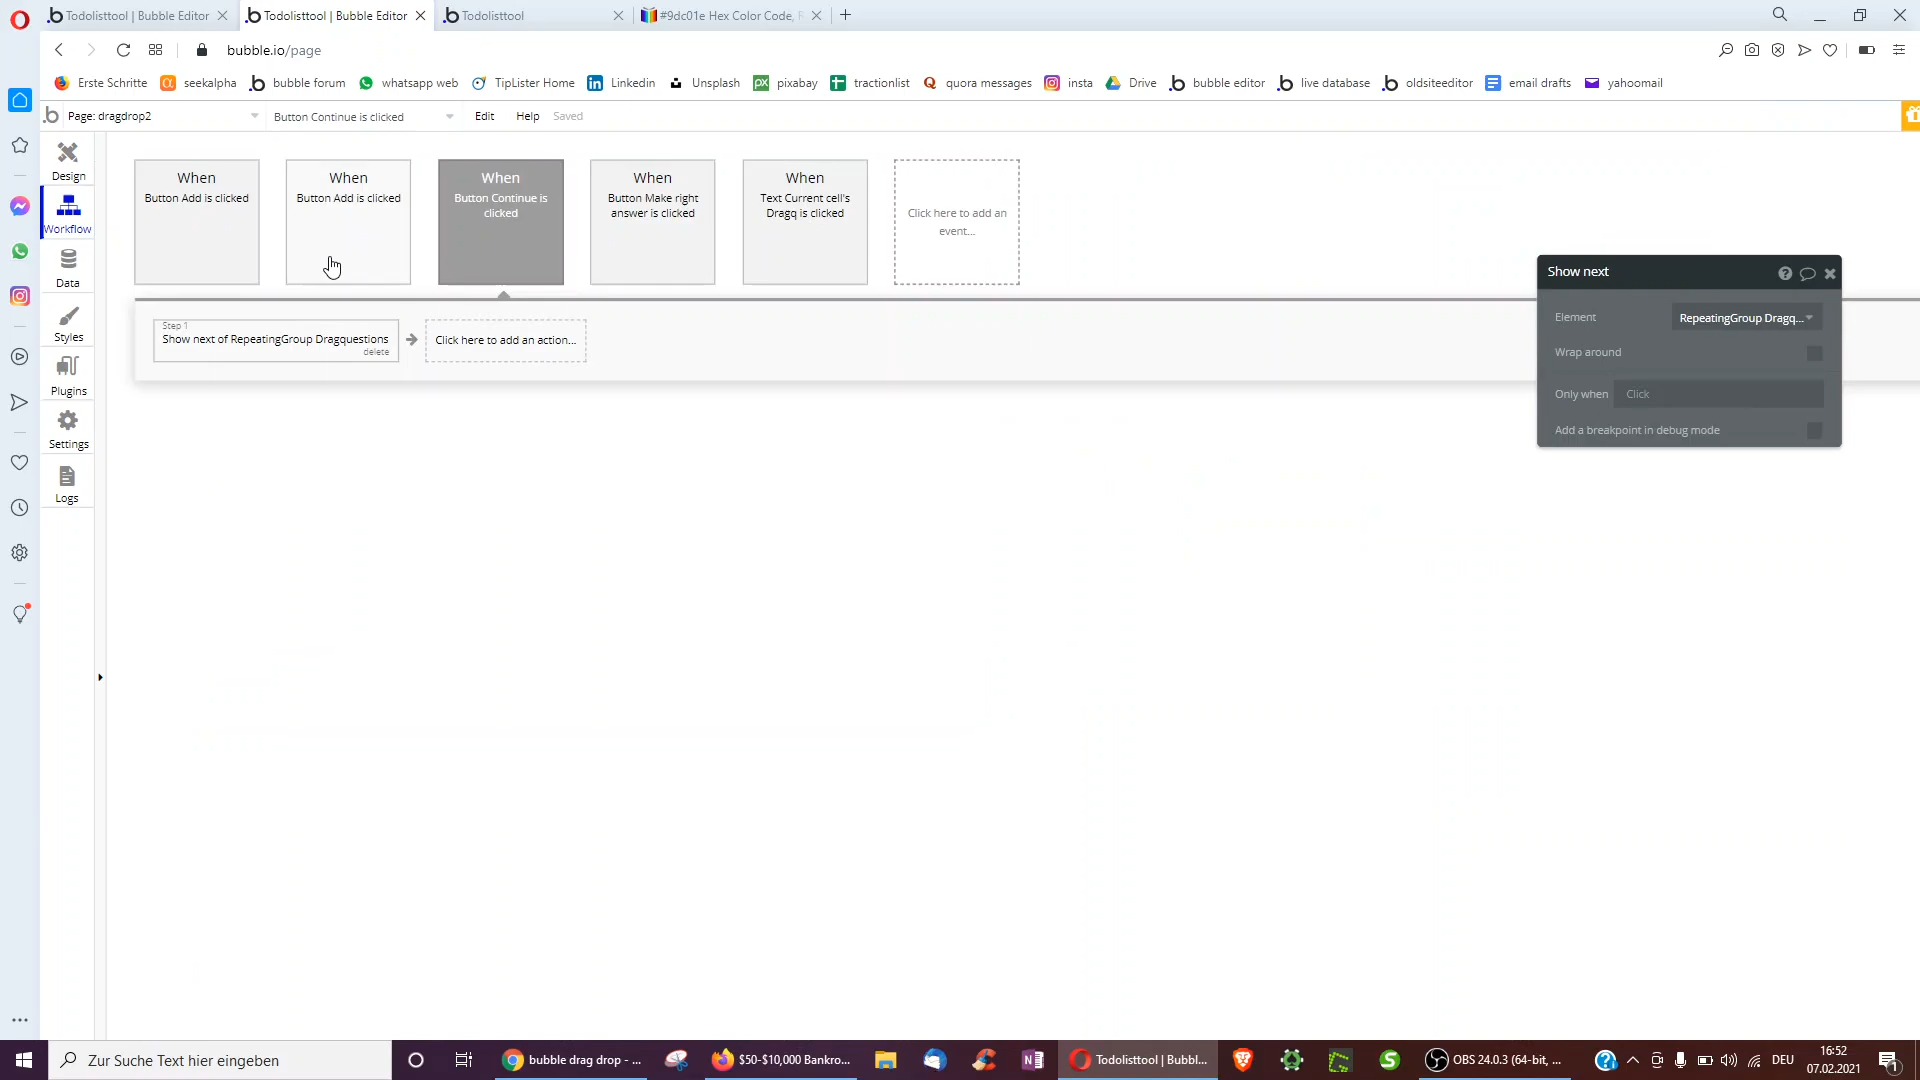 Todolisttool | Bubble Editor
Todolisttool | Bubble Editor
Todolisttool
#9dc01e Hex Color Code,
bubble.io/page
Erste Schritte
seekalpha
bubble forum
whatsapp web
TipLister Home
Linkedin
Unsplash
pixabay
tractionlist
quora messages
insta
Drive
bubble editor
live database
oldsiteeditor
email drafts
yahoomail
Page: dragdrop2
Button Continue is clicked
Edit
Help
Saved
Design
Workflow
Data
Styles
Plugins
Settings
Logs
When
Button Add is clicked
When
Button Add is clicked
When
Button Continue is
clicked
When
Button Make right
answer is clicked
When
Text Current cell's
Dragq is clicked
Click here to add an
event...
Step 1
Show next of RepeatingGroup Dragquestions
delete
Click here to add an action...
Show next
Element
RepeatingGroup Dragq...
Wrap around
Only when
Click
Add a breakpoint in debug mode
Zur Suche Text hier eingeben
bubble drag drop - ...
$50-$10,000 Bankro...
Todolisttool | Bubbl...
OBS 24.0.3 (64-bit, ...
DEU
16:52
07.02.2021
1